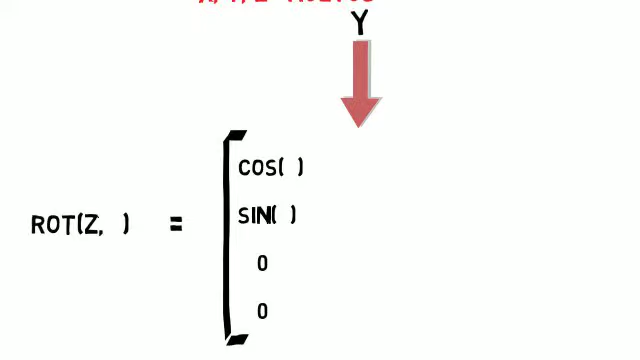 Y
COS( )
SIN( )
ROT(Z, ) =
0
0